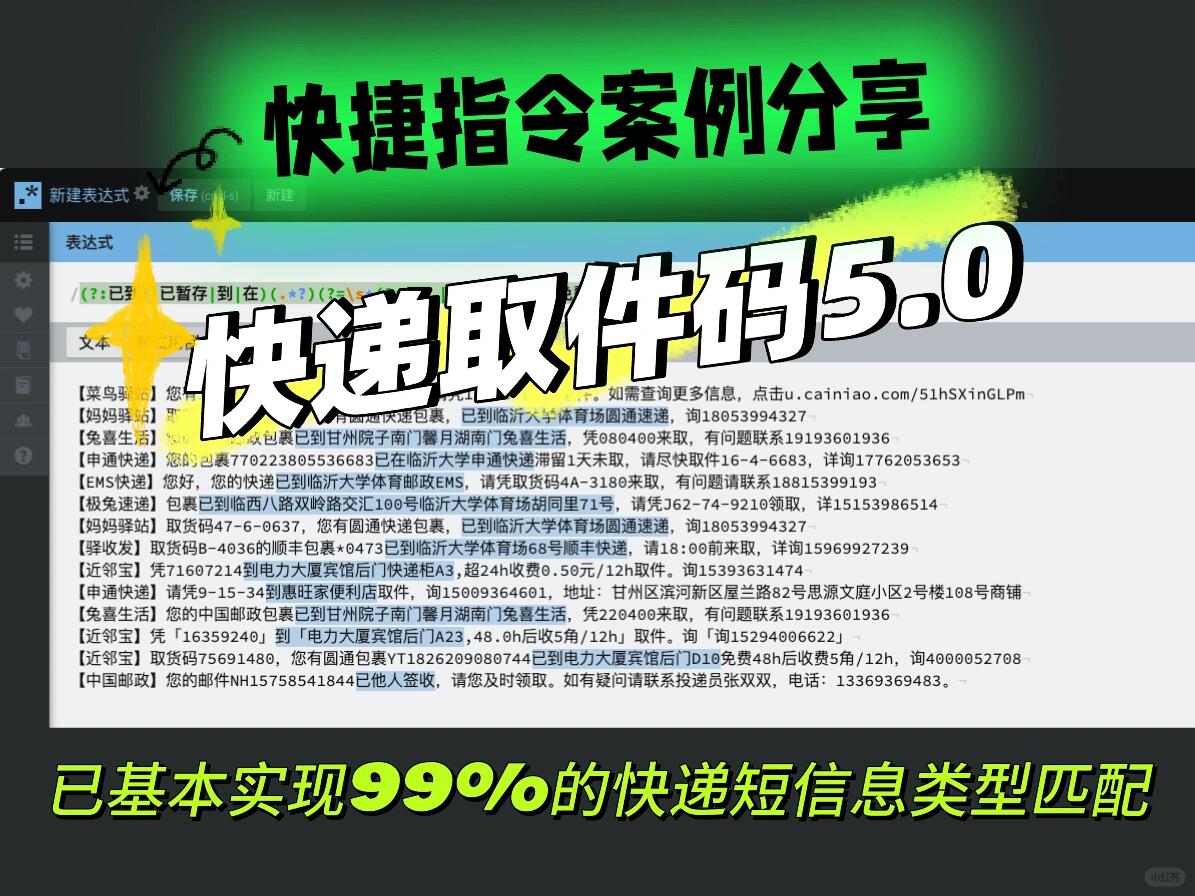 快捷指令案例分享
新建表达式
保存 (cmd-s)
新建
表达式
快递取件码5.0
/(?:已到 已暂存|到|在)(.*?)(?=\s
文本
【菜鸟驿站】您有 件。如需查询更多信息，点击u.cainiao.com/51hSXinGLPm
【妈妈驿站】取 有圆通快递包裹，已到临沂大学体育场圆通速递，询18053994327
【兔喜生活】 邮政包裹已到甘州院子南门馨月湖南门兔喜生活，凭080400来取，有问题联系19193601936
【申通快递】您的包裹770223805536683已在临沂大学申通快递滞留1天未取，请尽快取件16-4-6683，详询17762053653
【EMS快递】您好，您的快递已到临沂大学体育邮政EMS，请凭取货码4A-3180来取，有问题请联系18815399193
【极兔速递】包裹已到临西八路双岭路交汇100号临沂大学体育场胡同里71号，请凭J62-74-9210领取，详15153986514
【妈妈驿站】取货码47-6-0637，您有圆通快递包裹，已到临沂大学体育场圆通速递，询18053994327
【驿收发】取货码B-4036的顺丰包裹*0473已到临沂大学体育场68号顺丰快递，请18:00前来取，详询15969927239
【近邻宝】凭71607214到电力大厦宾馆后门快递柜A3,超24h收费0.50元/12h取件。询15393631474
【申通快递】请凭9-15-34到惠旺家便利店取件，询15009364601，地址：甘州区滨河新区屋兰路82号思源文庭小区2号楼108号商铺
【兔喜生活】您的中国邮政包裹已到甘州院子南门馨月湖南门兔喜生活，凭220400来取，有问题联系19193601936
【近邻宝】凭「16359240」到「电力大厦宾馆后门A23,48.0h后收5角/12h」取件。询「询15294006622」
【近邻宝】取货码75691480，您有圆通包裹YT1826209080744已到电力大厦宾馆后门D10免费48h后收费5角/12h，询4000052708
【中国邮政】您的邮件NH15758541844已他人签收，请您及时领取。如有疑问请联系投递员张双双，电话：13369369483。
已基本实现99%的快递短信息类型匹配
小红书